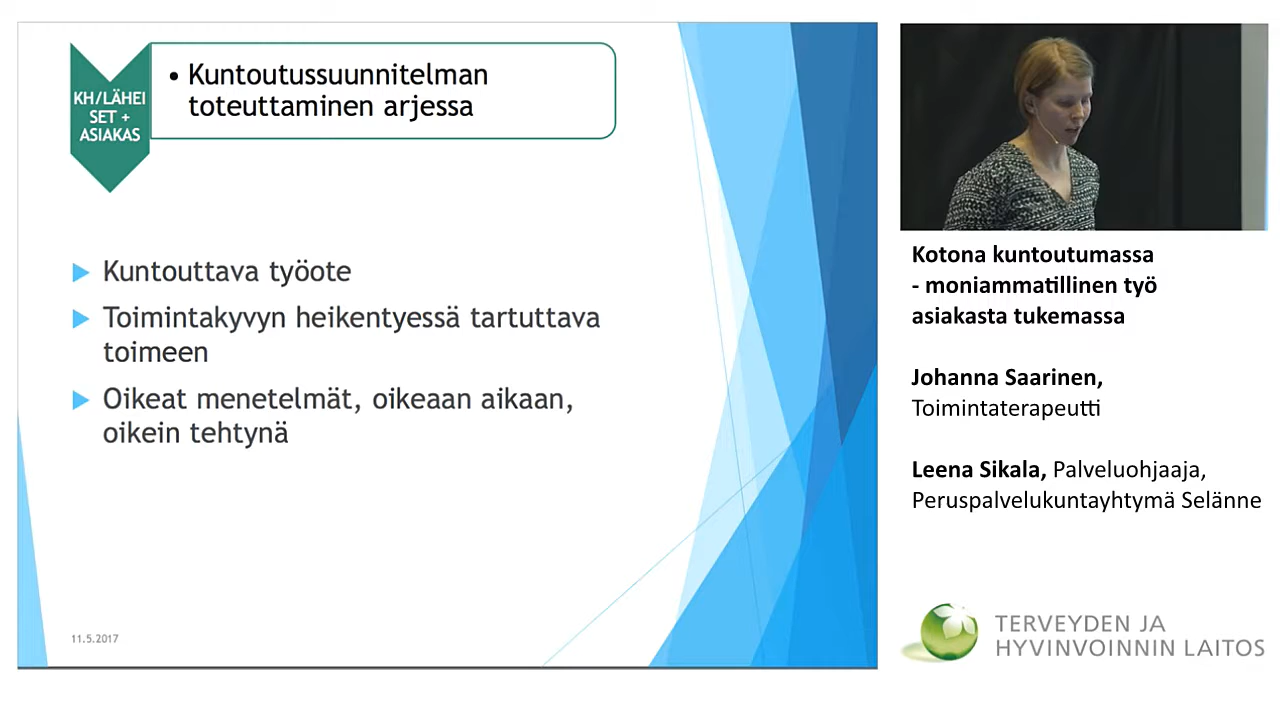 KH/LÄHEI
SET +
ASIAKAS
• Kuntoutussuunnitelman
toteuttaminen arjessa
Kuntouttava työote
Toimintakyvyn heikentyessä tartuttava
toimeen
Oikeat menetelmät, oikeaan aikaan,
oikein tehtynä
11.5.2017
Kotona kuntoutumassa
- moniammatillinen työ
asiakasta tukemassa
Johanna Saarinen,
Toimintaterapeutti
Leena Sikala, Palveluohjaaja,
Peruspalvelukuntayhtymä Selänne
TERVEYDEN JA
HYVINVOINNIN LAITOS